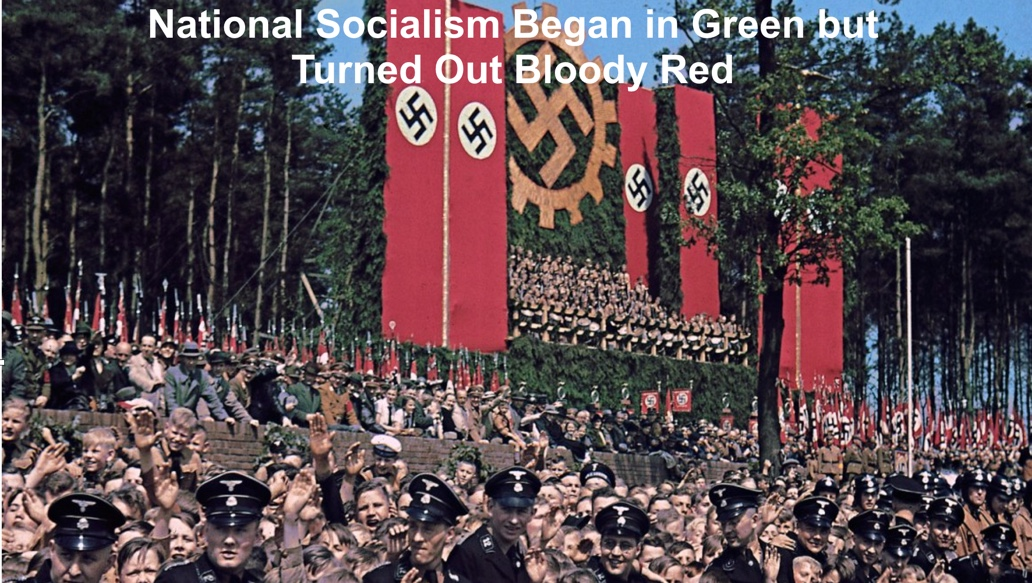 National Socialism Began in Green but
Turned Out Bloody Red